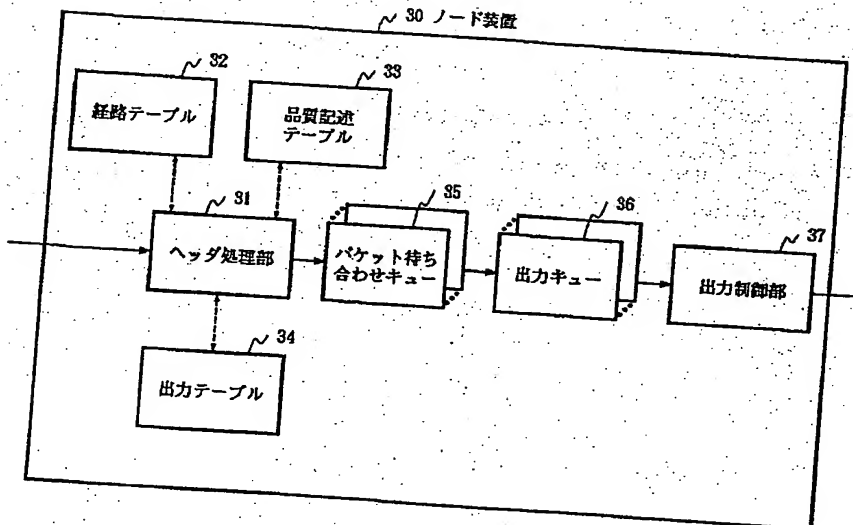 30 ノード装置
32
経路テーブル
33
品質記述
テーブル
31
ヘッダ処理部
35
パケット待ち
合わせキュー
36
出力キュー
37
出力制御部
34
出力テーブル